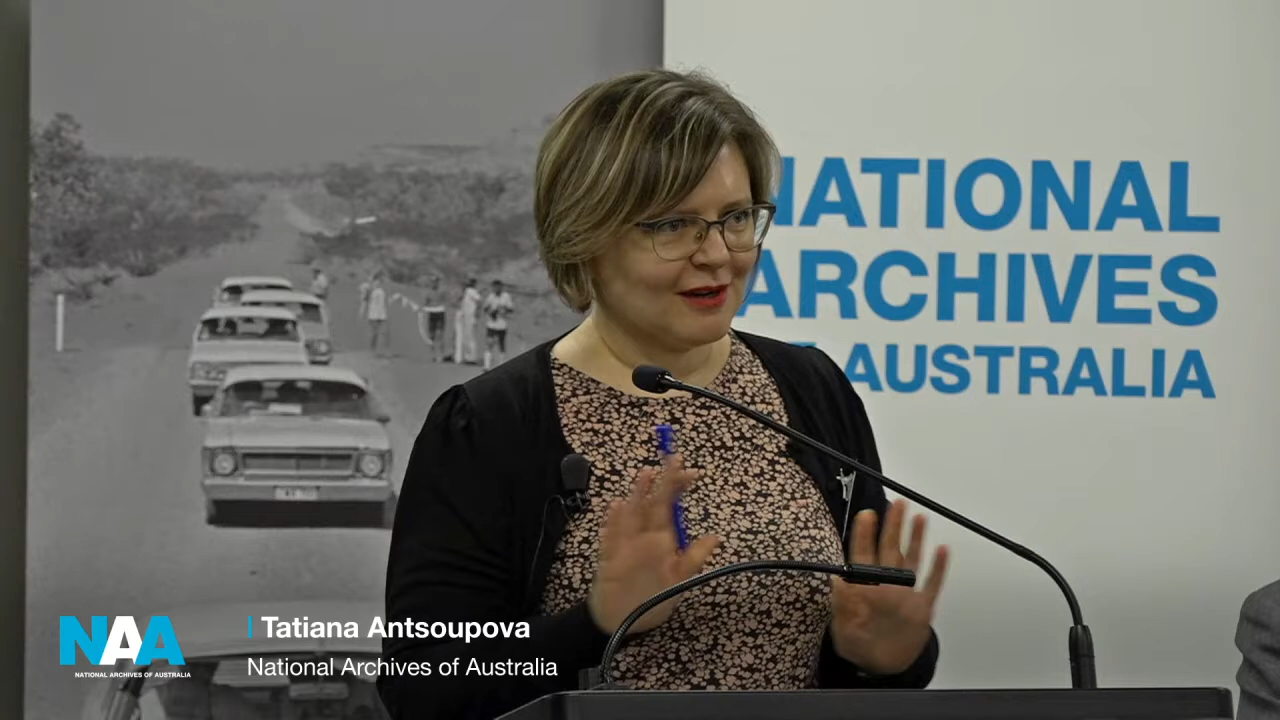 NATIONAL
ARCHIVES
AUSTRALIA
Tatiana Antsoupova
National Archives of Australia
NAA
NATIONAL ARCHIVES OF AUSTRALIA